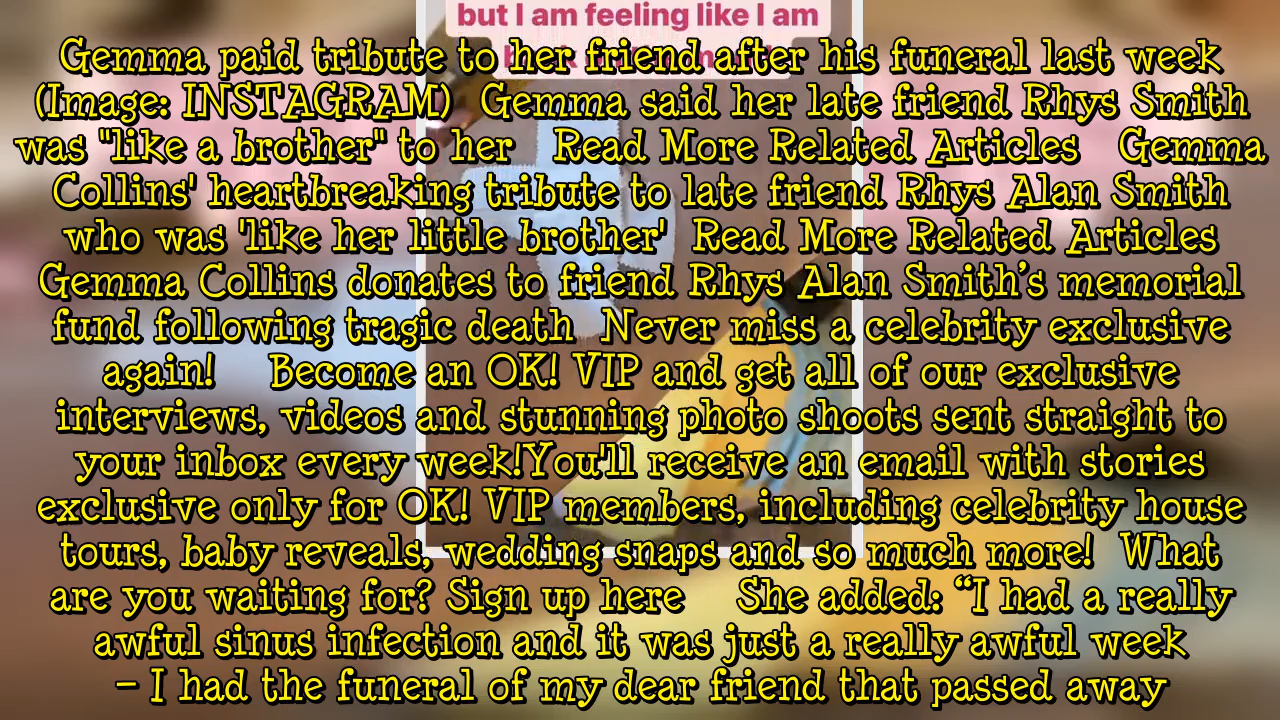 but I am feeling like I am
Gemma paid tribute to her friend after his funeral last week
(Image: INSTAGRAM) Gemma said her late friend Rhys Smith
was "like a brother" to her Read More Related Articles Gemma
Collins' heartbreaking tribute to late friend Rhys Alan Smith
who was 'like her little brother' Read More Related Articles
Gemma Collins donates to friend Rhys Alan Smith’s memorial
fund following tragic death Never miss a celebrity exclusive
again! Become an OK! VIP and get all of our exclusive
interviews, videos and stunning photo shoots sent straight to
your inbox every week!You'll receive an email with stories
exclusive only for OK! VIP members, including celebrity house
tours, baby reveals, wedding snaps and so much more! What
are you waiting for? Sign up here She added: “I had a really
awful sinus infection and it was just a really awful week
– I had the funeral of my dear friend that passed away